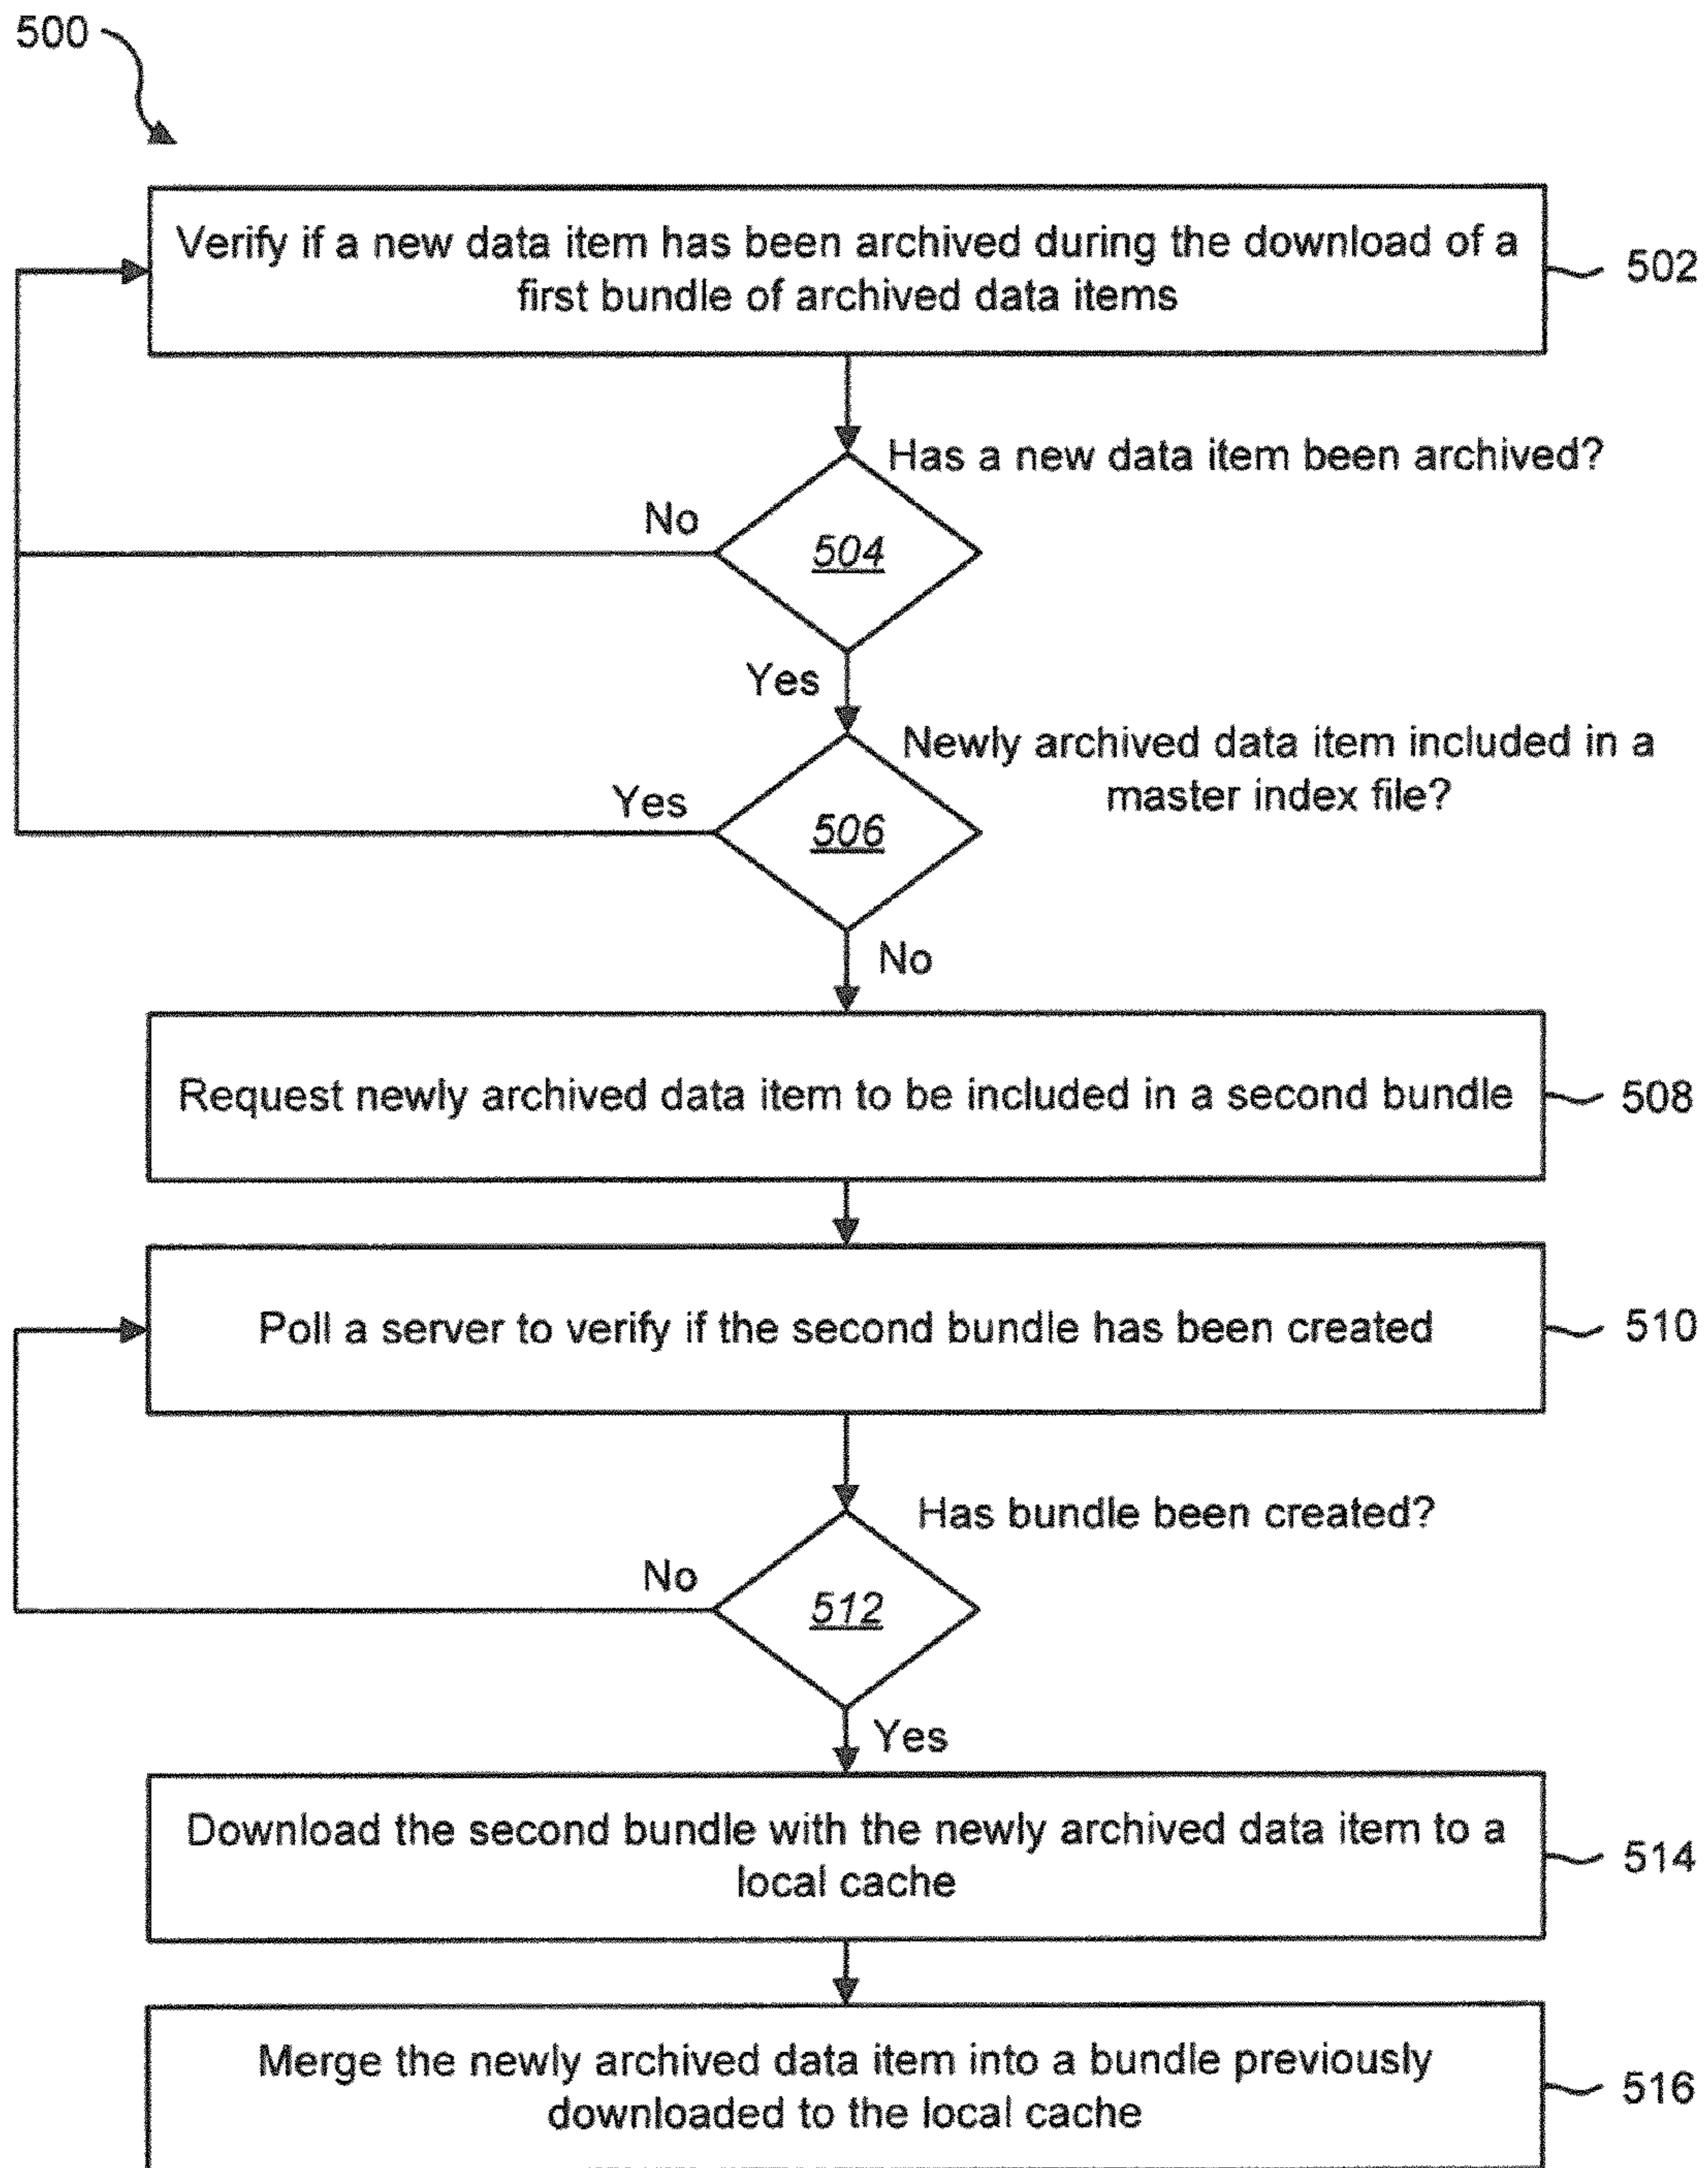 500
Verify if a new data item has been archived during the download of a
first bundle of archived data items
502
Has a new data item been archived?
No
504
Yes
Newly archived data item included in a
master index file?
Yes
506
No
Request newly archived data item to be included in a second bundle
508
Poll a server to verify if the second bundle has been created
510
Has bundle been created?
No
512
Yes
Download the second bundle with the newly archived data item to a
local cache
514
Merge the newly archived data item into a bundle previously
downloaded to the local cache
516